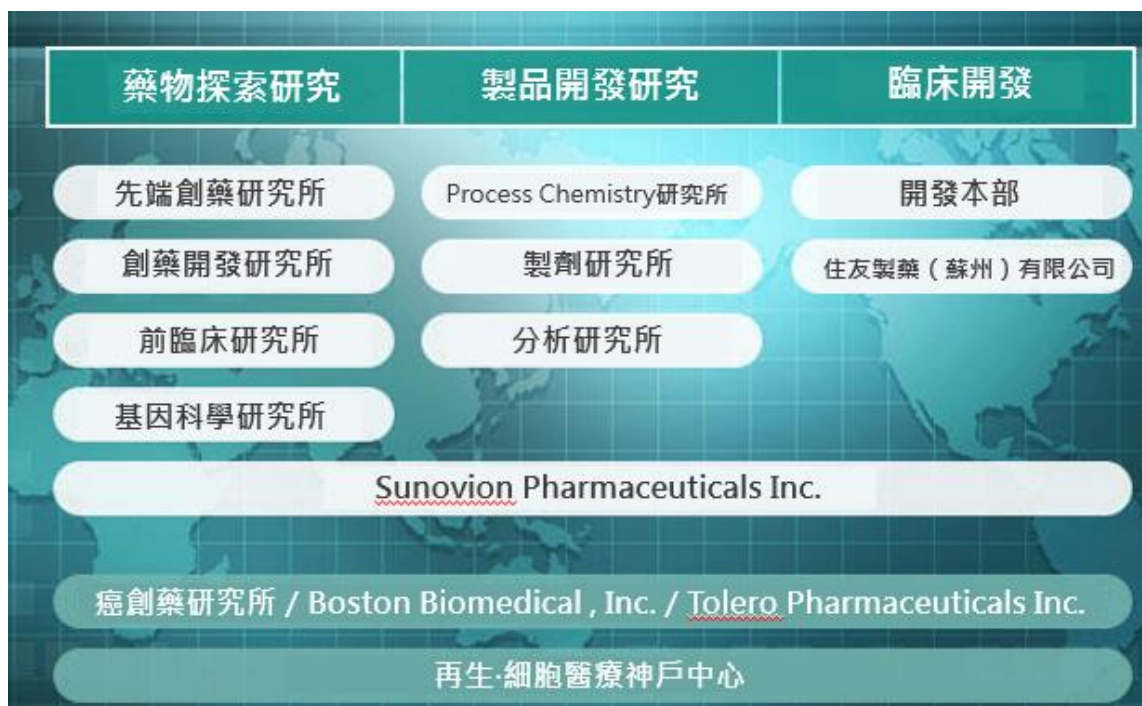 藥物探索研究 製品開發研究 臨床開發
先端創藥研究所 Process Chemistry研究所 開發本部
創藥開發研究所 製劑研究所 住友製藥（蘇州）有限公司
前臨床研究所 分析研究所
基因科學研究所
Sunovion Pharmaceuticals Inc.
癌創藥研究所 / Boston Biomedical , Inc. / Tolero Pharmaceuticals Inc.
再生·細胞醫療神戶中心